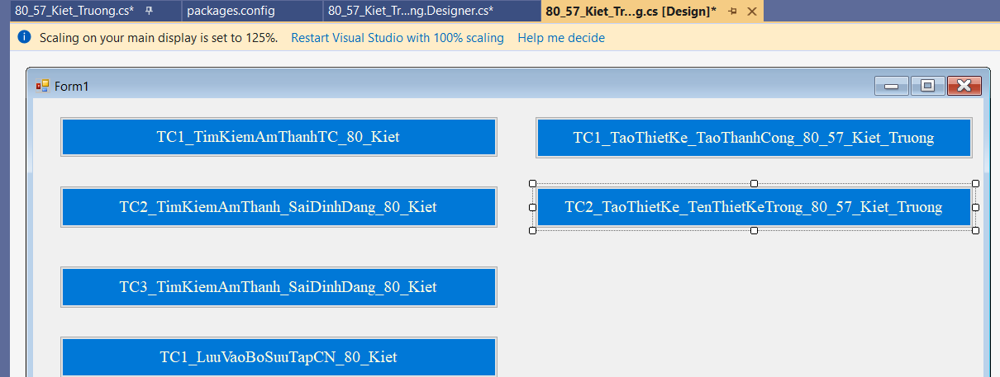 80_57_Kiet_Truong.cs* packages.config 80_57_Kiet_Tr...ng.Designer.cs* 80_57_Kiet_Tr...g.cs [Design]*
Scaling on your main display is set to 125%. Restart Visual Studio with 100% scaling Help me decide
Form1
TC1_TimKiemAmThanhTC_80_Kiet
TC1_TaoThietKe_TaoThanhCong_80_57_Kiet_Truong
TC2_TimKiemAmThanh_SaiDinhDang_80_Kiet
TC2_TaoThietKe_TenThietKeTrong_80_57_Kiet_Truong
TC3_TimKiemAmThanh_SaiDinhDang_80_Kiet
TC1_LuuVaoBoSuuTapCN_80_Kiet